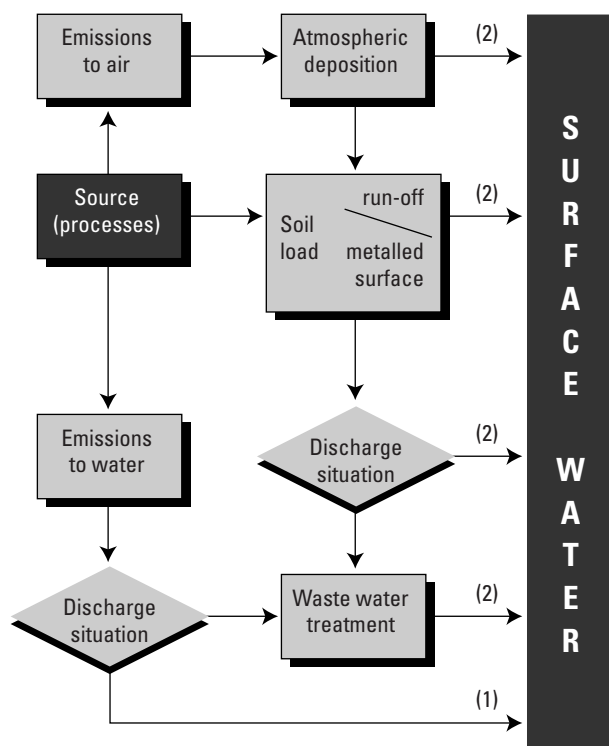 Emissions
to air
Atmospheric
deposition
(2)
Source
(processes)
Soil
load
run-off
metalled
surface
(2)
Emissions
to water
Discharge
situation
(2)
Discharge
situation
Waste water
treatment
(2)
(1)
S
U
R
F
A
C
E
W
A
T
E
R